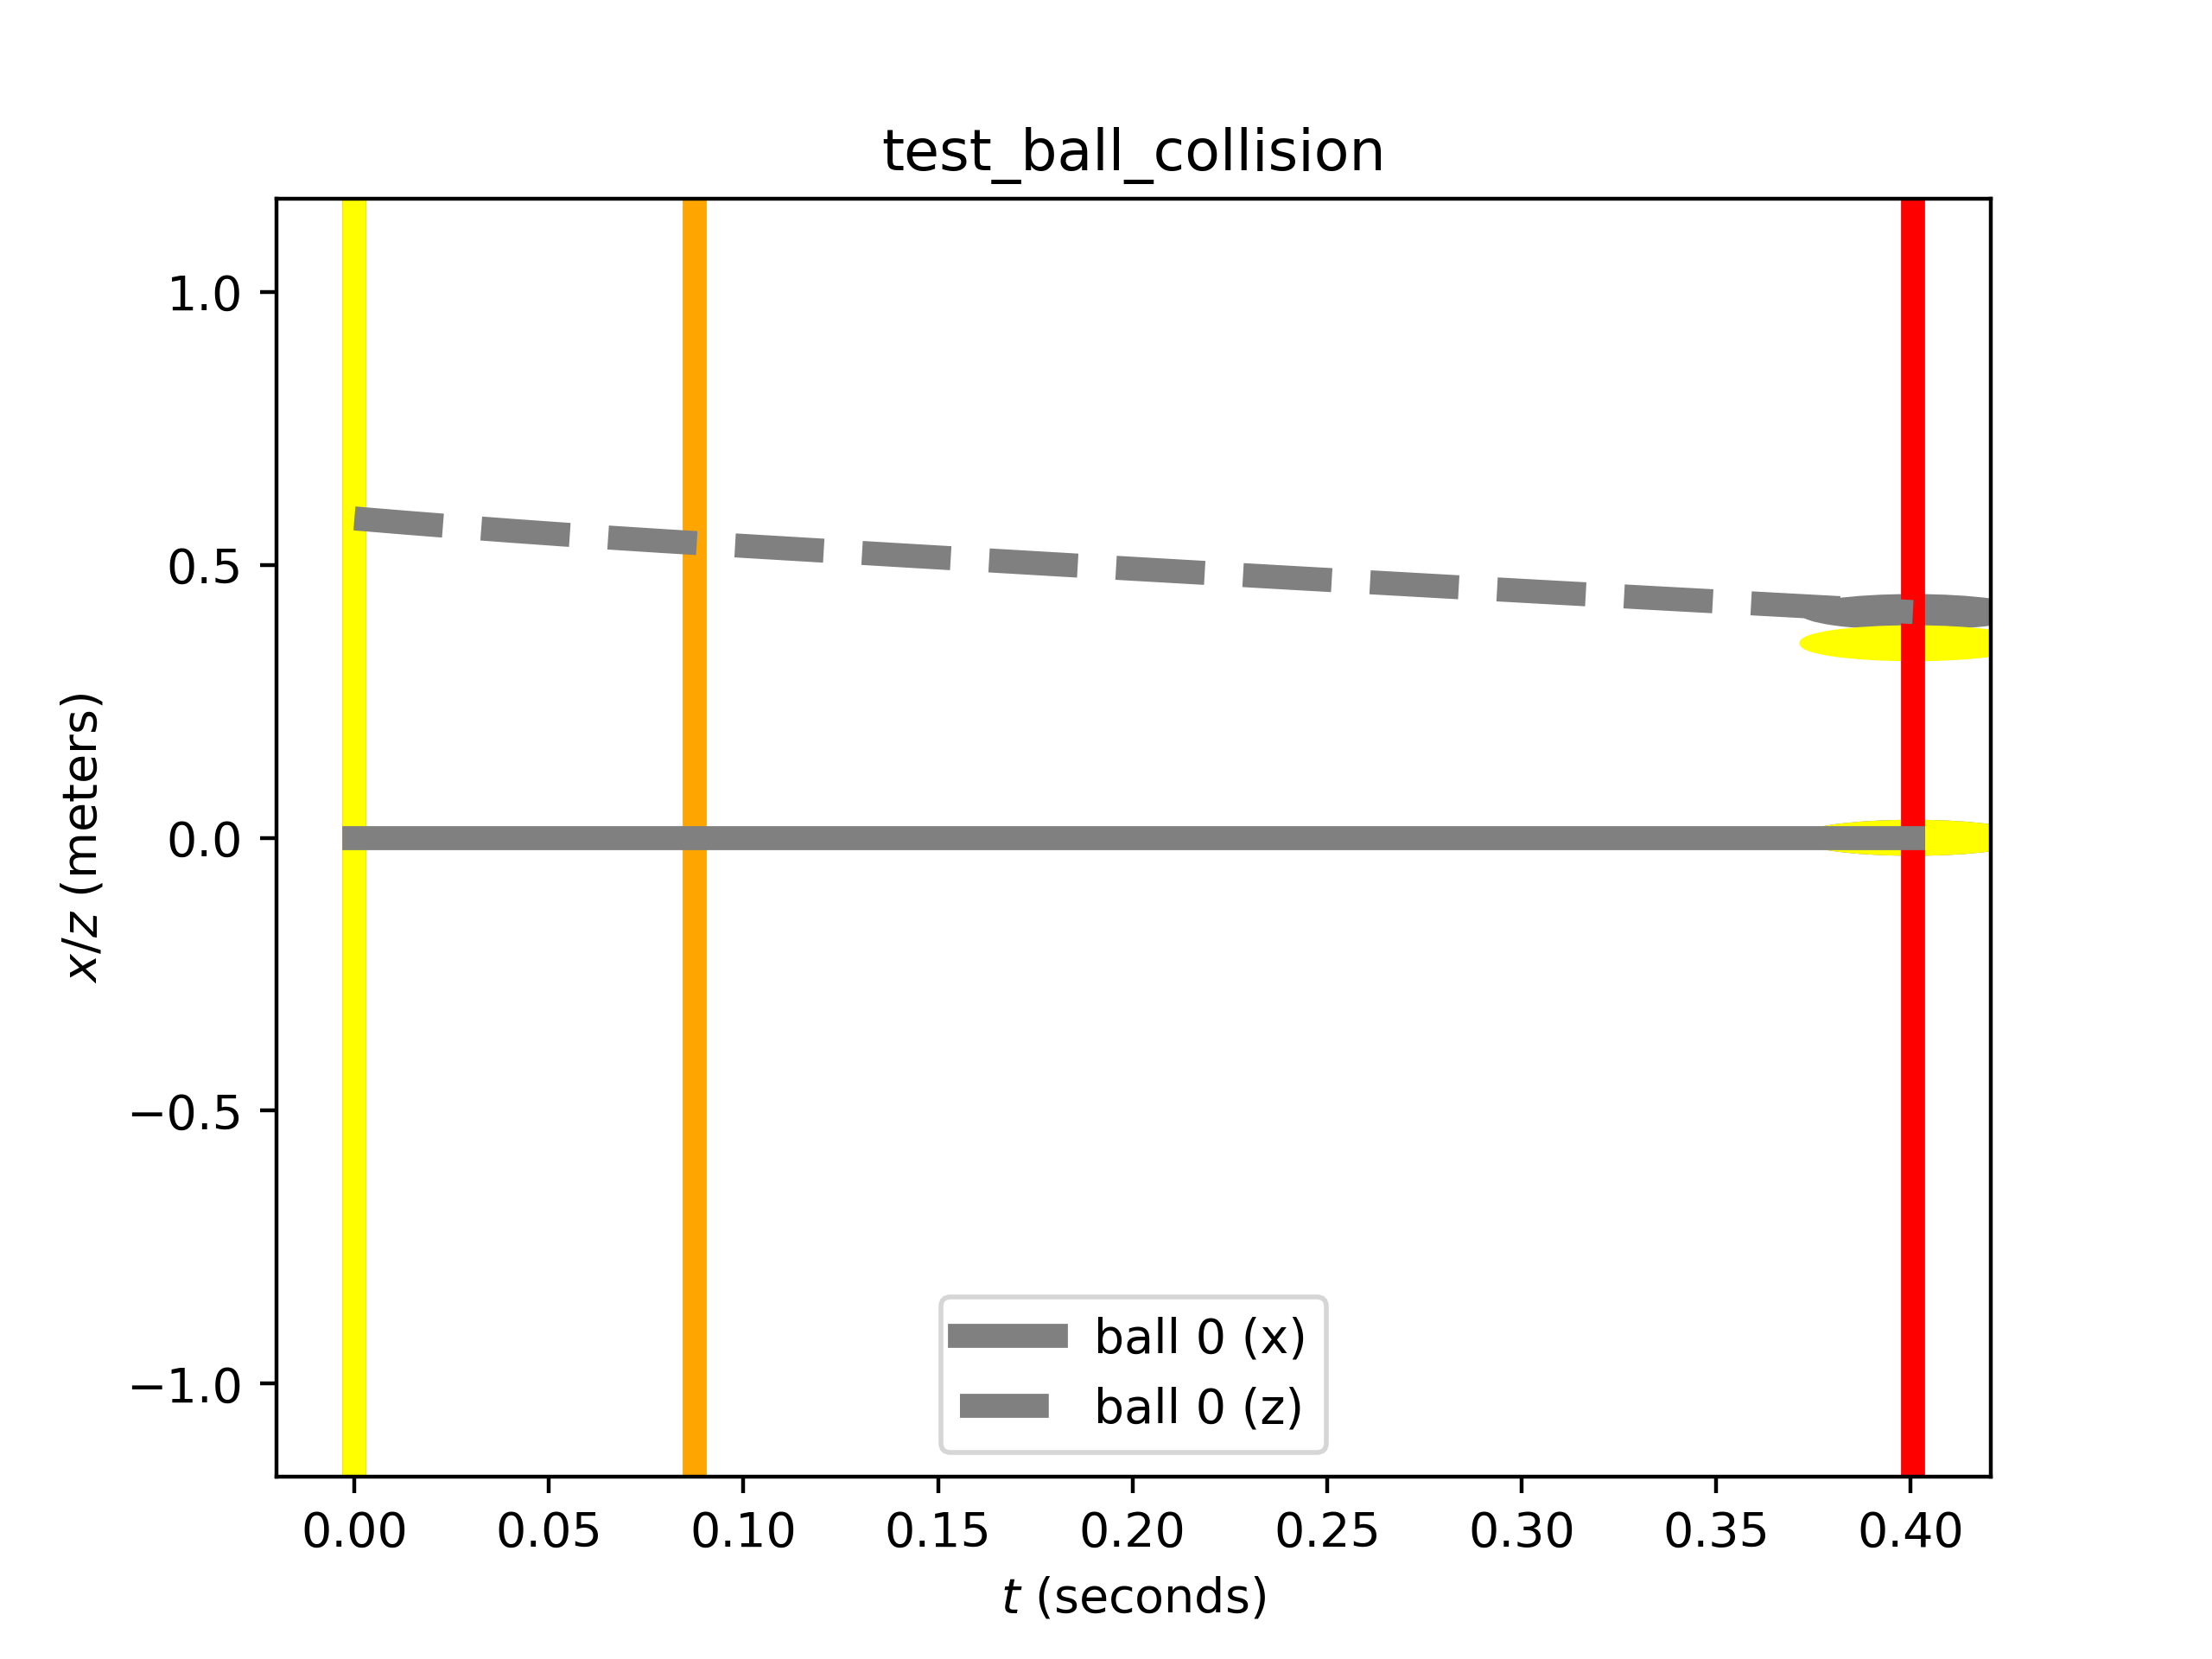 test_ball_collision
x/z (meters)
1.0
0.5
0.0
−0.5
−1.0
ball 0 (x)
ball 0 (z)
0.00 0.05 0.10 0.15 0.20 0.25 0.30 0.35 0.40
t (seconds)